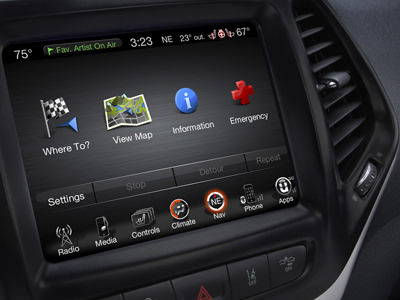 75° Fav. Artist On Air 3:23 NE 23° out. 67°
Where To? View Map Information Emergency
Settings Stop Detour Repeat
NE
Radio Media Controls Climate Nav Phone Apps
OFF